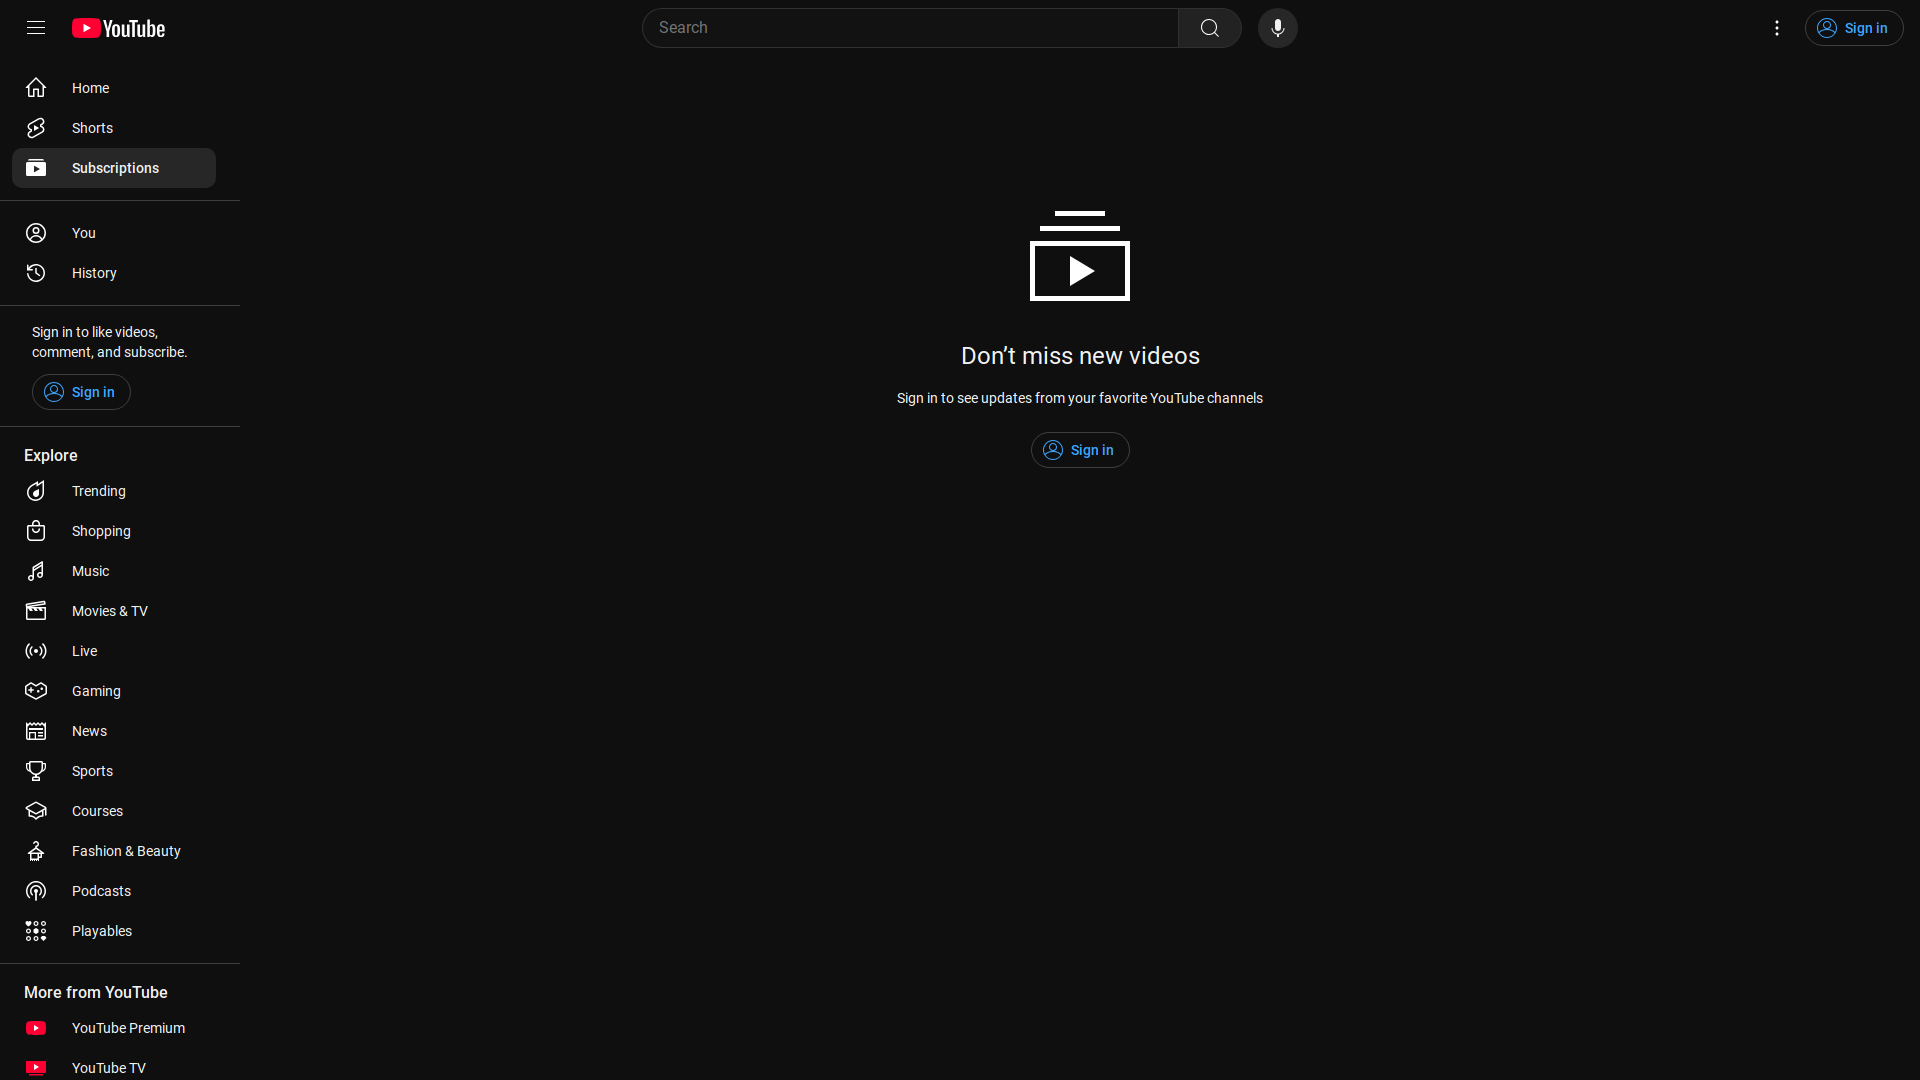 YouTube
Search
Sign in
Home
Shorts
Subscriptions
You
History
Sign in to like videos,
comment, and subscribe.
Sign in
Explore
Trending
Shopping
Music
Movies & TV
Live
Gaming
News
Sports
Courses
Fashion & Beauty
Podcasts
Playables
More from YouTube
YouTube Premium
YouTube TV
Don’t miss new videos
Sign in to see updates from your favorite YouTube channels
Sign in